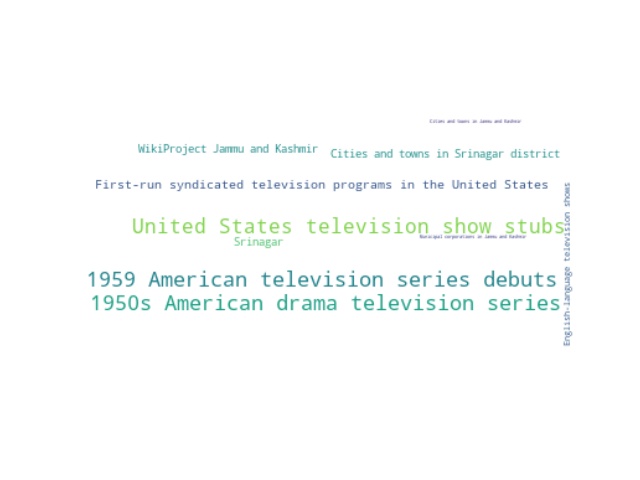 Cities and towns in Jammu and Kashmir
WikiProject Jammu and Kashmir
Cities and towns in Srinagar district
First-run syndicated television programs in the United States
United States television show stubs
Municipal corporations in Jammu and Kashmir
Srinagar
1959 American television series debuts
1950s American drama television series
English-language television shows